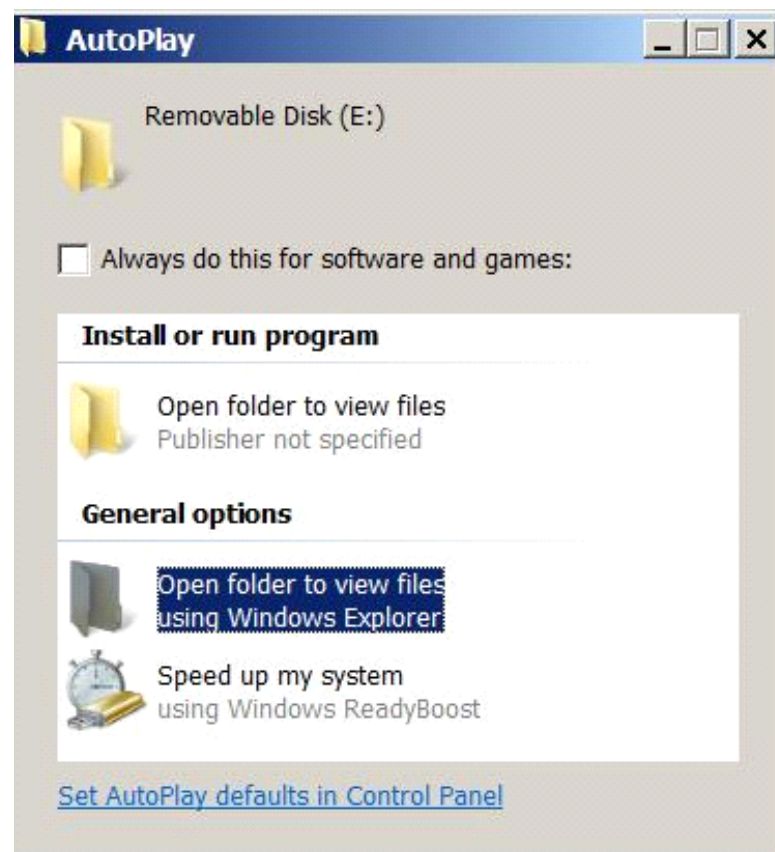 AutoPlay
Removable Disk (E:)
Always do this for software and games:
Install or run program
Open folder to view files
Publisher not specified
General options
Open folder to view files
using Windows Explorer
Speed up my system
using Windows ReadyBoost
Set AutoPlay defaults in Control Panel